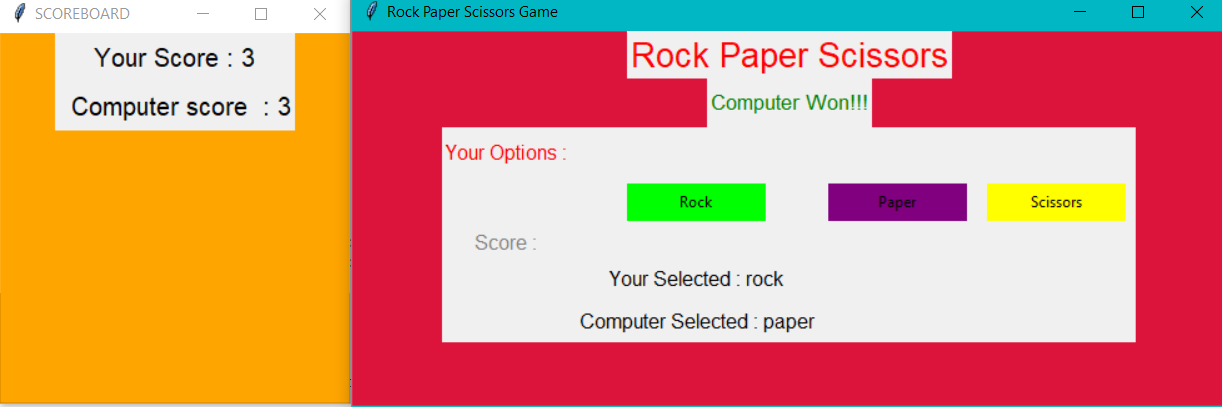 SCOREBOARD
Your Score : 3
Computer score : 3
Rock Paper Scissors Game
Rock Paper Scissors
Computer Won!!!
Your Options :
Rock Paper Scissors
Score :
Your Selected : rock
Computer Selected : paper